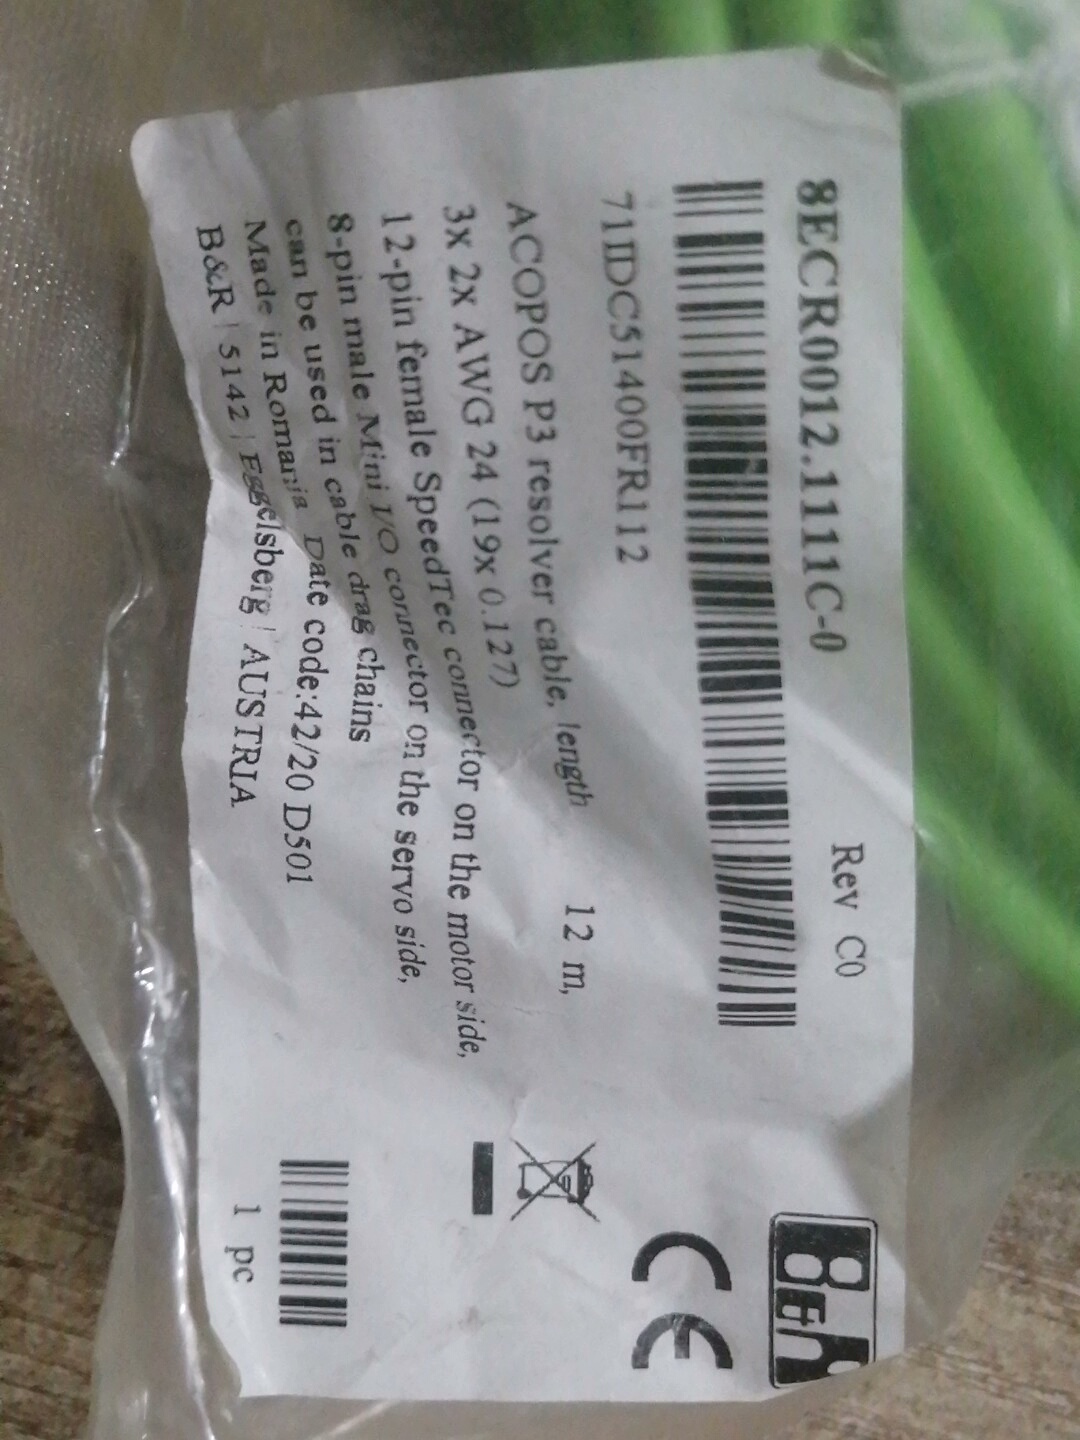 8ECR0012.1111C-0 Rev C0
71IDC51400FR112
ACOPOS P3 resolver cable, length 12 m,
3x 2x AWG 24 (19x 0.127)
12-pin female SpeedTec connector on the motor side,
8-pin male Mini I/O connector on the servo side,
can be used in cable drag chains
Made in Romania Date code:42/20 D501
B&R | 5142 | Eggelsberg | AUSTRIA
B&R
CE
1 pc